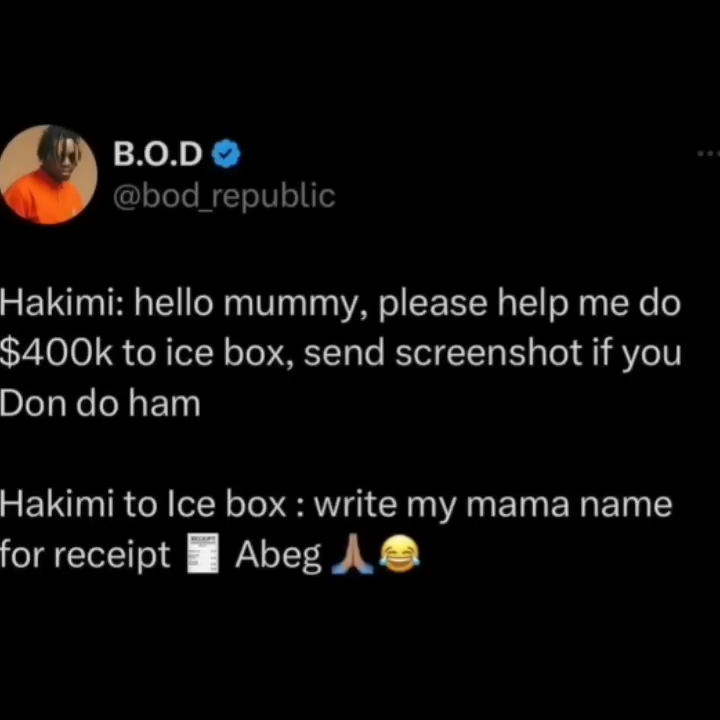 B.O.D
@bod_republic
Hakimi: hello mummy, please help me do
$400k to ice box, send screenshot if you
Don do ham
Hakimi to Ice box : write my mama name
for receipt 🧾 Abeg 🙏🏽😂